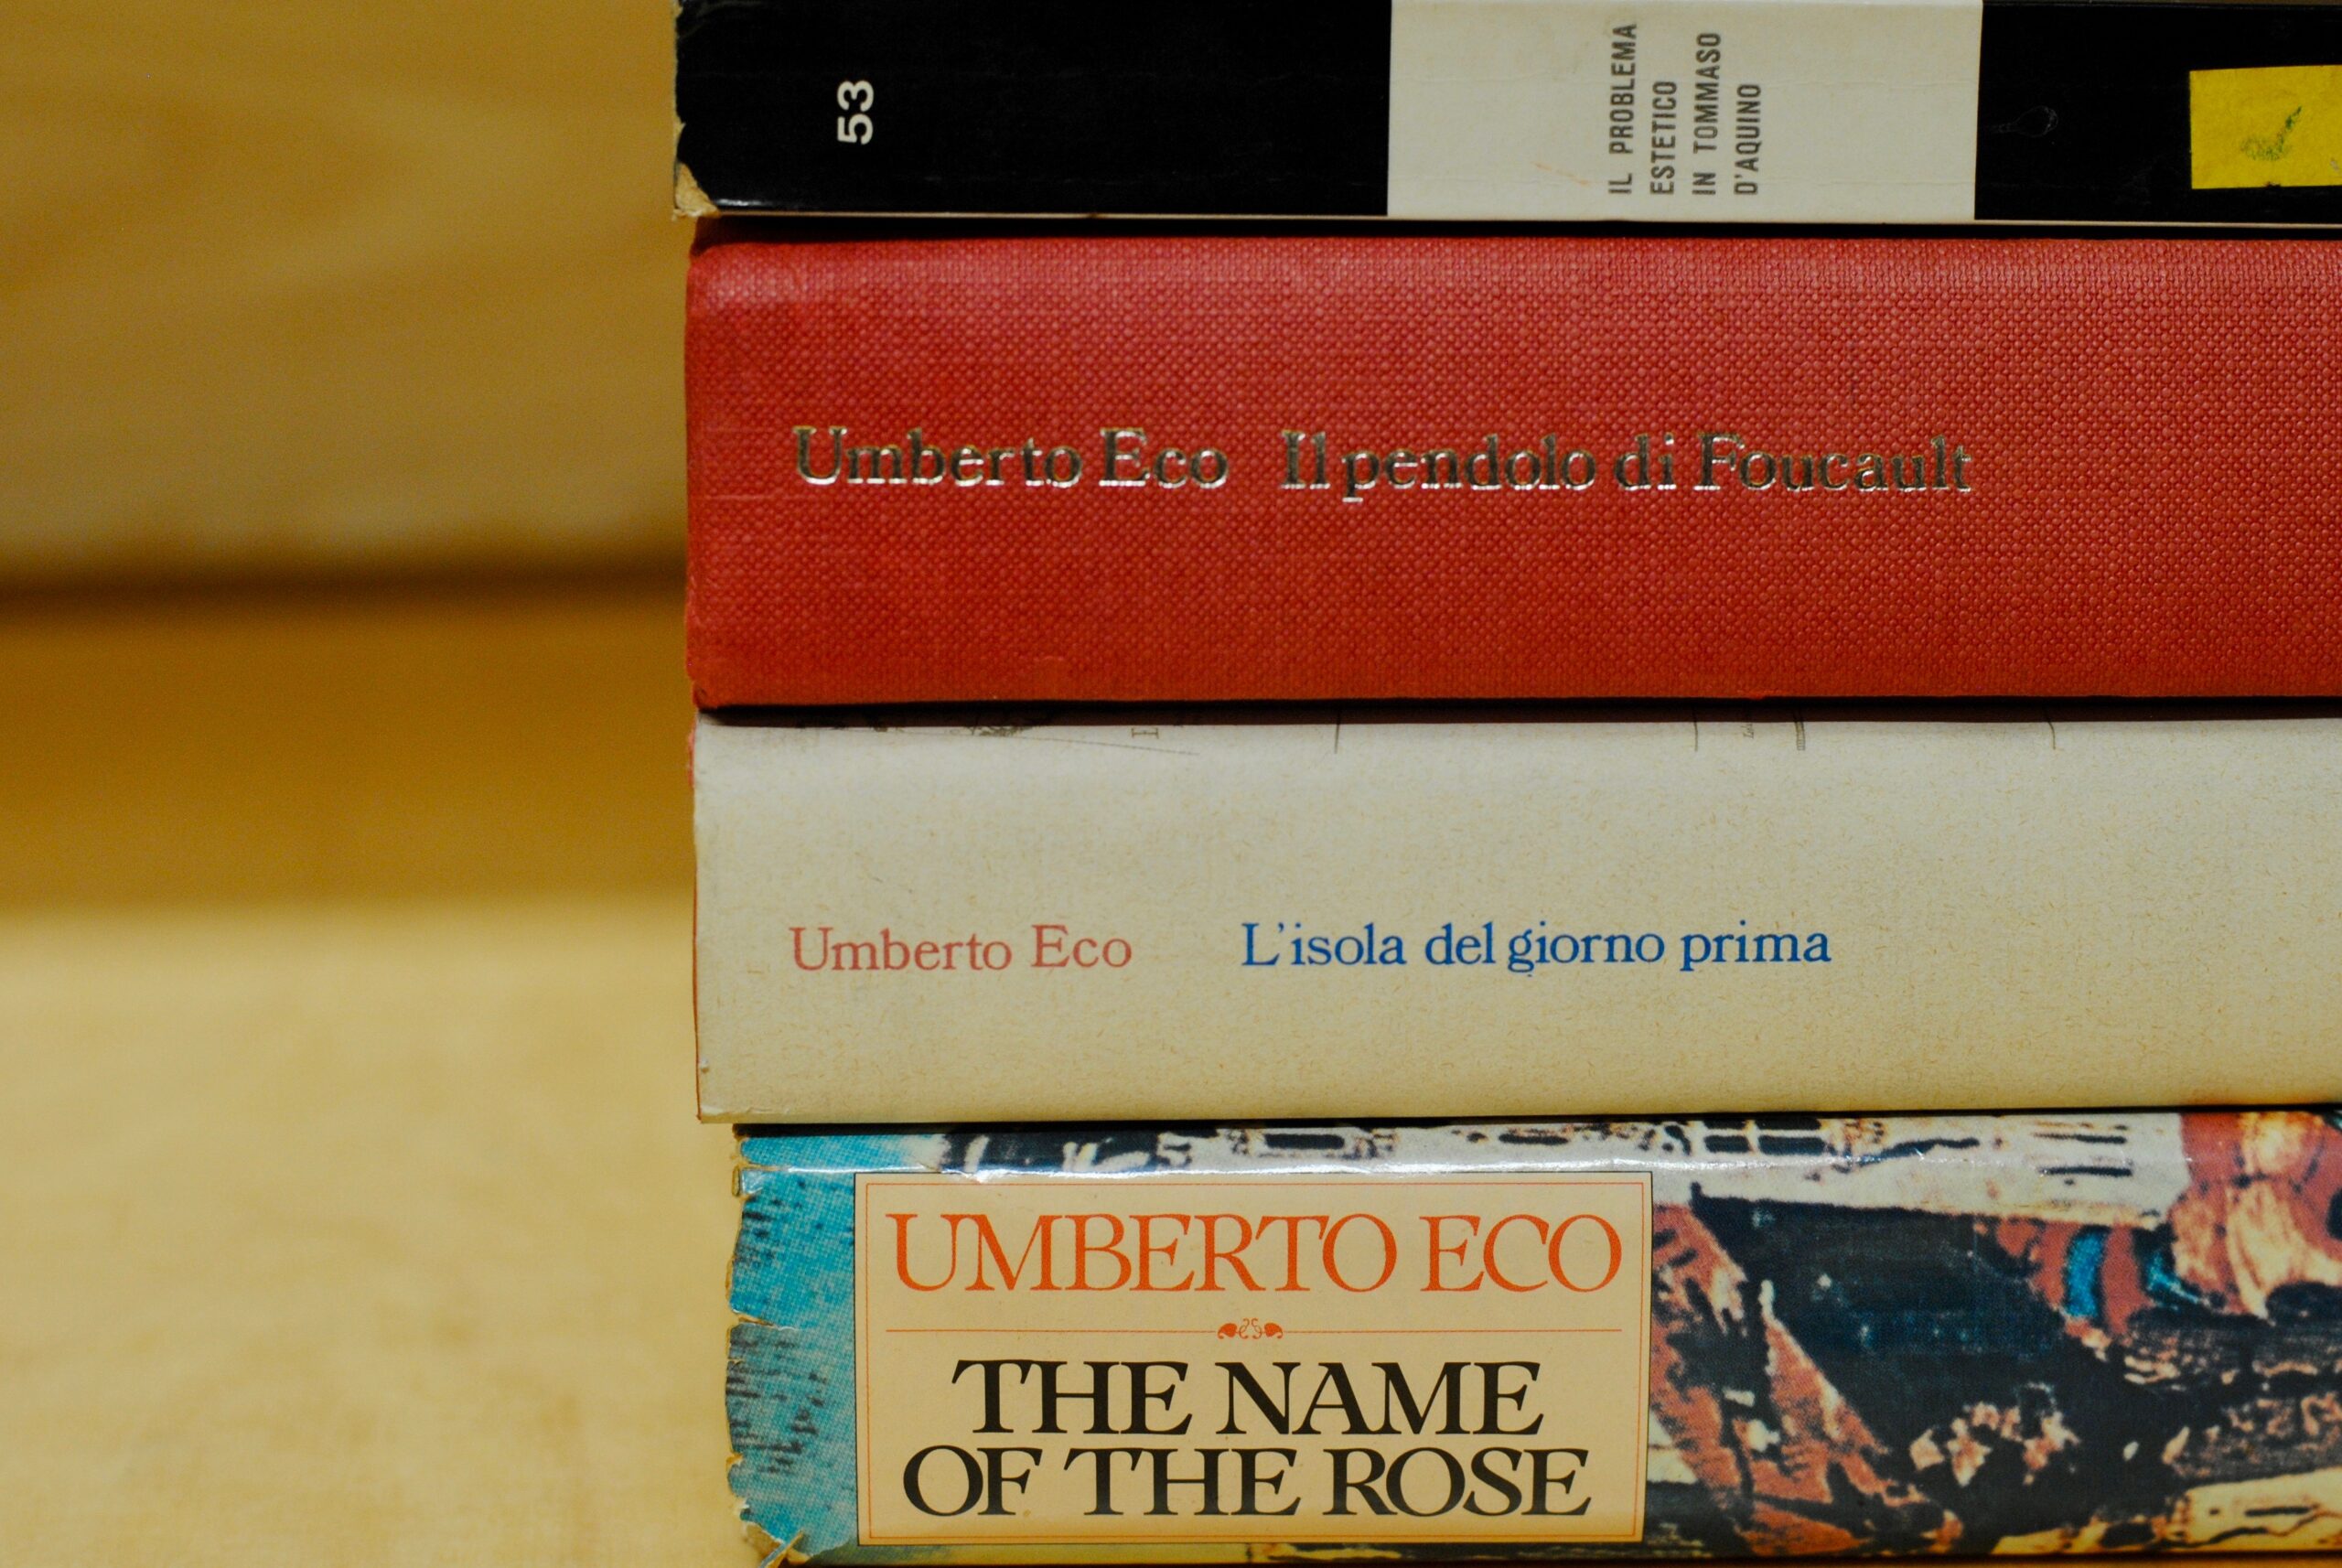 53
IL PROBLEMA
ESTETICO
IN TOMMASO
D'AQUINO
Umberto Eco Il pendolo di Foucault
Umberto Eco L'isola del giorno prima
UMBERTO ECO
THE NAME
OF THE ROSE